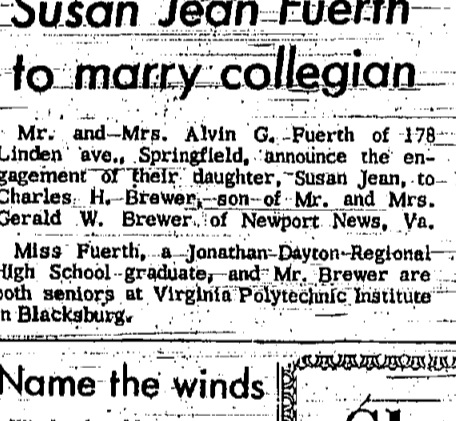 Susan Jean Fuerth
to marry collegian
Mr. and Mrs. Alvin G. Fuerth of 178
Linden ave., Springfield, announce the en-
gagement of their daughter, Susan Jean, to
Charles H. Brewer, son of Mr. and Mrs.
Gerald W. Brewer of Newport News, Va.
Miss Fuerth, a Jonathan Dayton Regional
High School graduate, and Mr. Brewer are
both seniors at Virginia Polytechnic Institute
in Blacksburg.
Name the winds